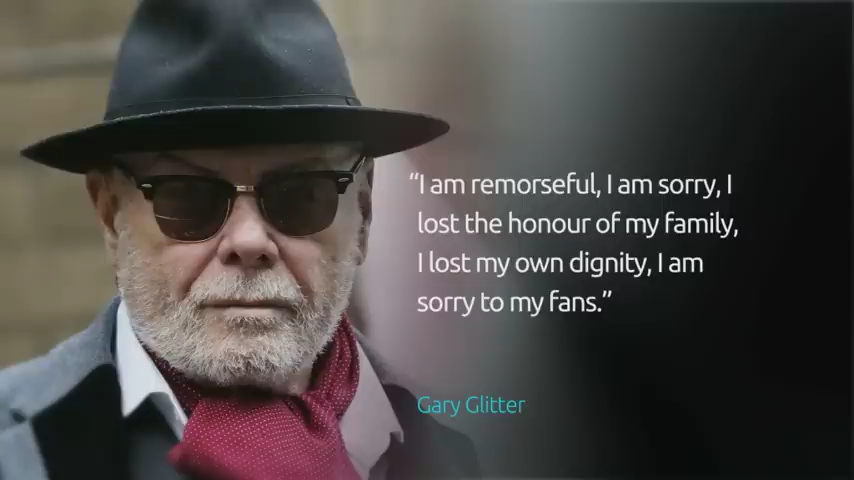 “I am remorseful, I am sorry, I
lost the honour of my family,
I lost my own dignity, I am
sorry to my fans.”
Gary Glitter